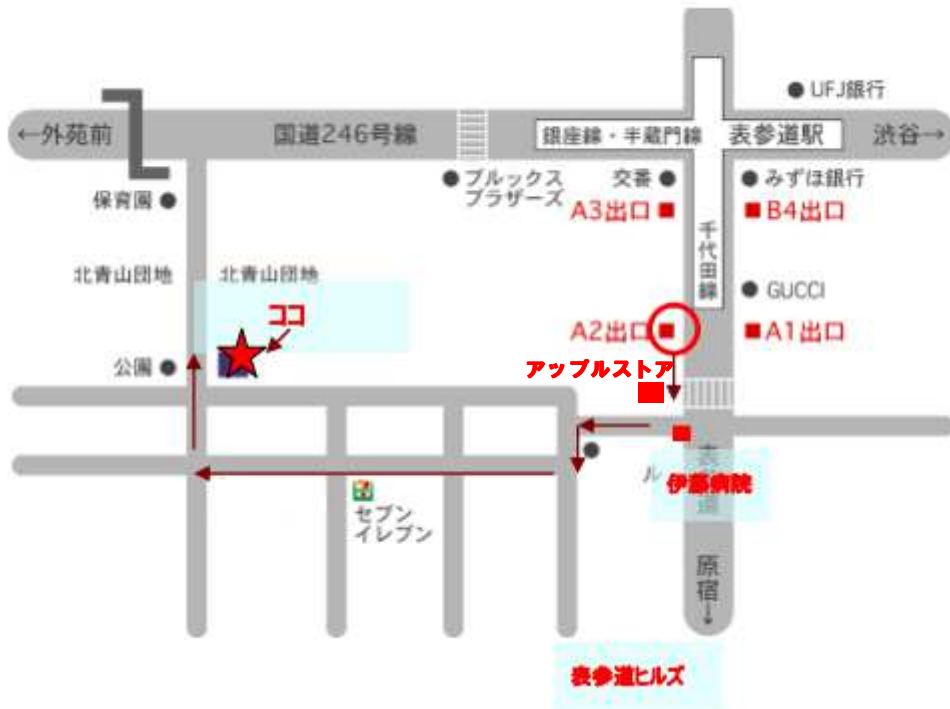 UFJ銀行
←外苑前
国道246号線
銀座線・半蔵門線
表参道駅
渋谷→
保育園
ブルックス
ブラザーズ
交番
みずほ銀行
A3出口
B4出口
千代田線
北青山団地
北青山団地
GUCCI
ココ
A2出口
A1出口
公園
アップルストア
表
ル
伊藤病院
道
セブン
イレブン
原宿→
表参道ヒルズ